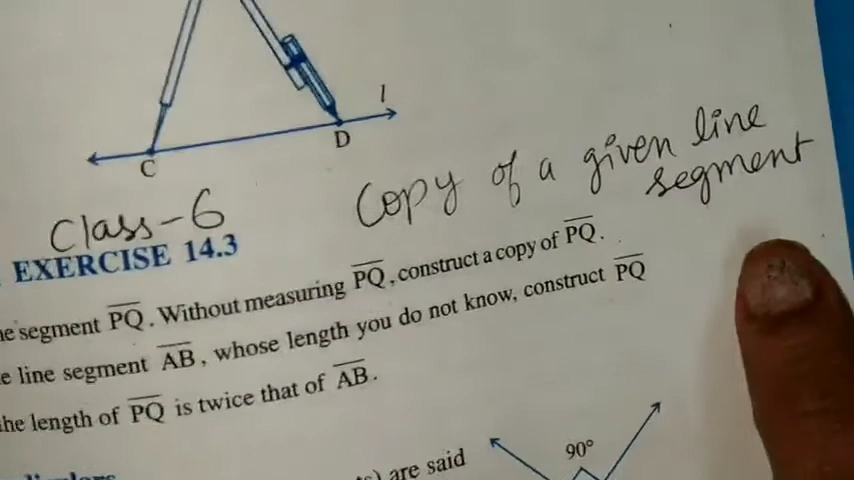 l
C
D
Copy of a given line
segment
Class-6
EXERCISE 14.3
segment PQ. Without measuring PQ, construct a copy of PQ.
line segment AB, whose length you do not know, construct PQ
the length of PQ is twice that of AB.
90°
are said